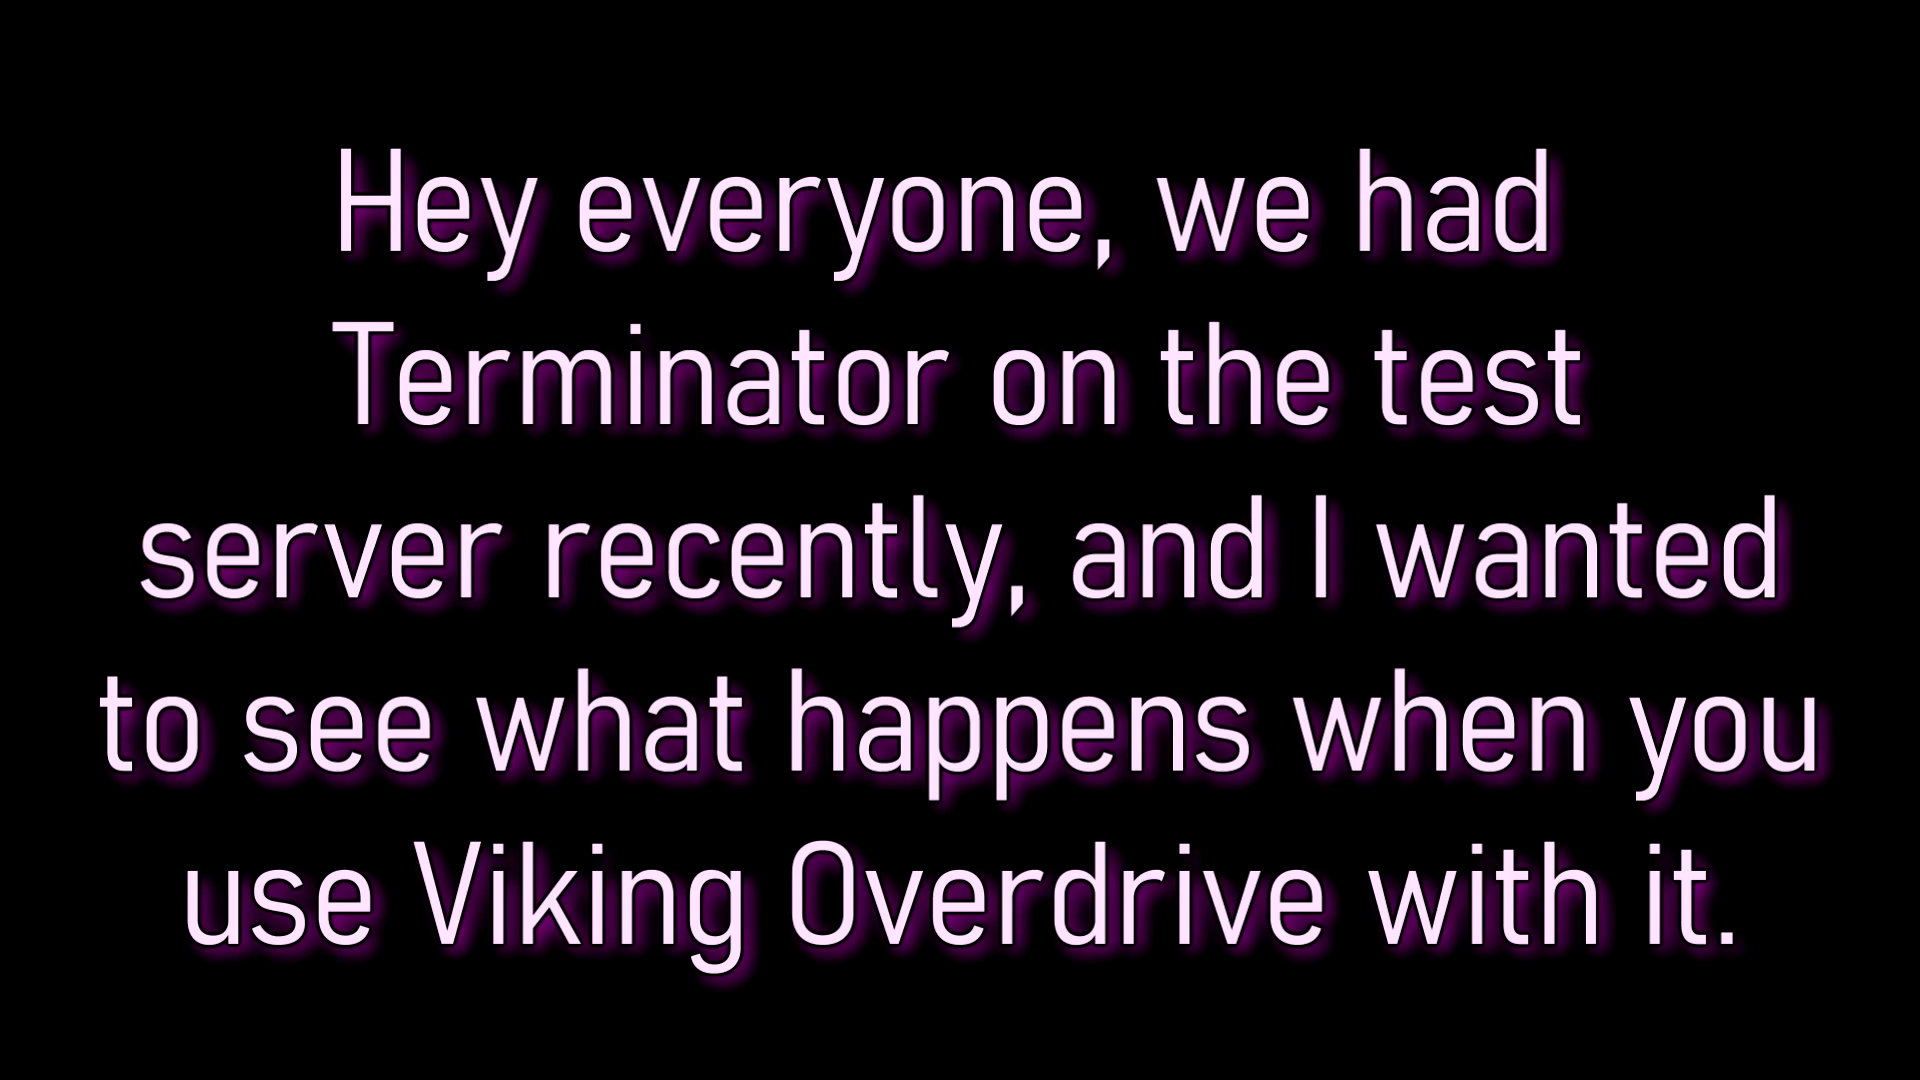 Hey everyone, we had
Terminator on the test
server recently, and I wanted
to see what happens when you
use Viking Overdrive with it.